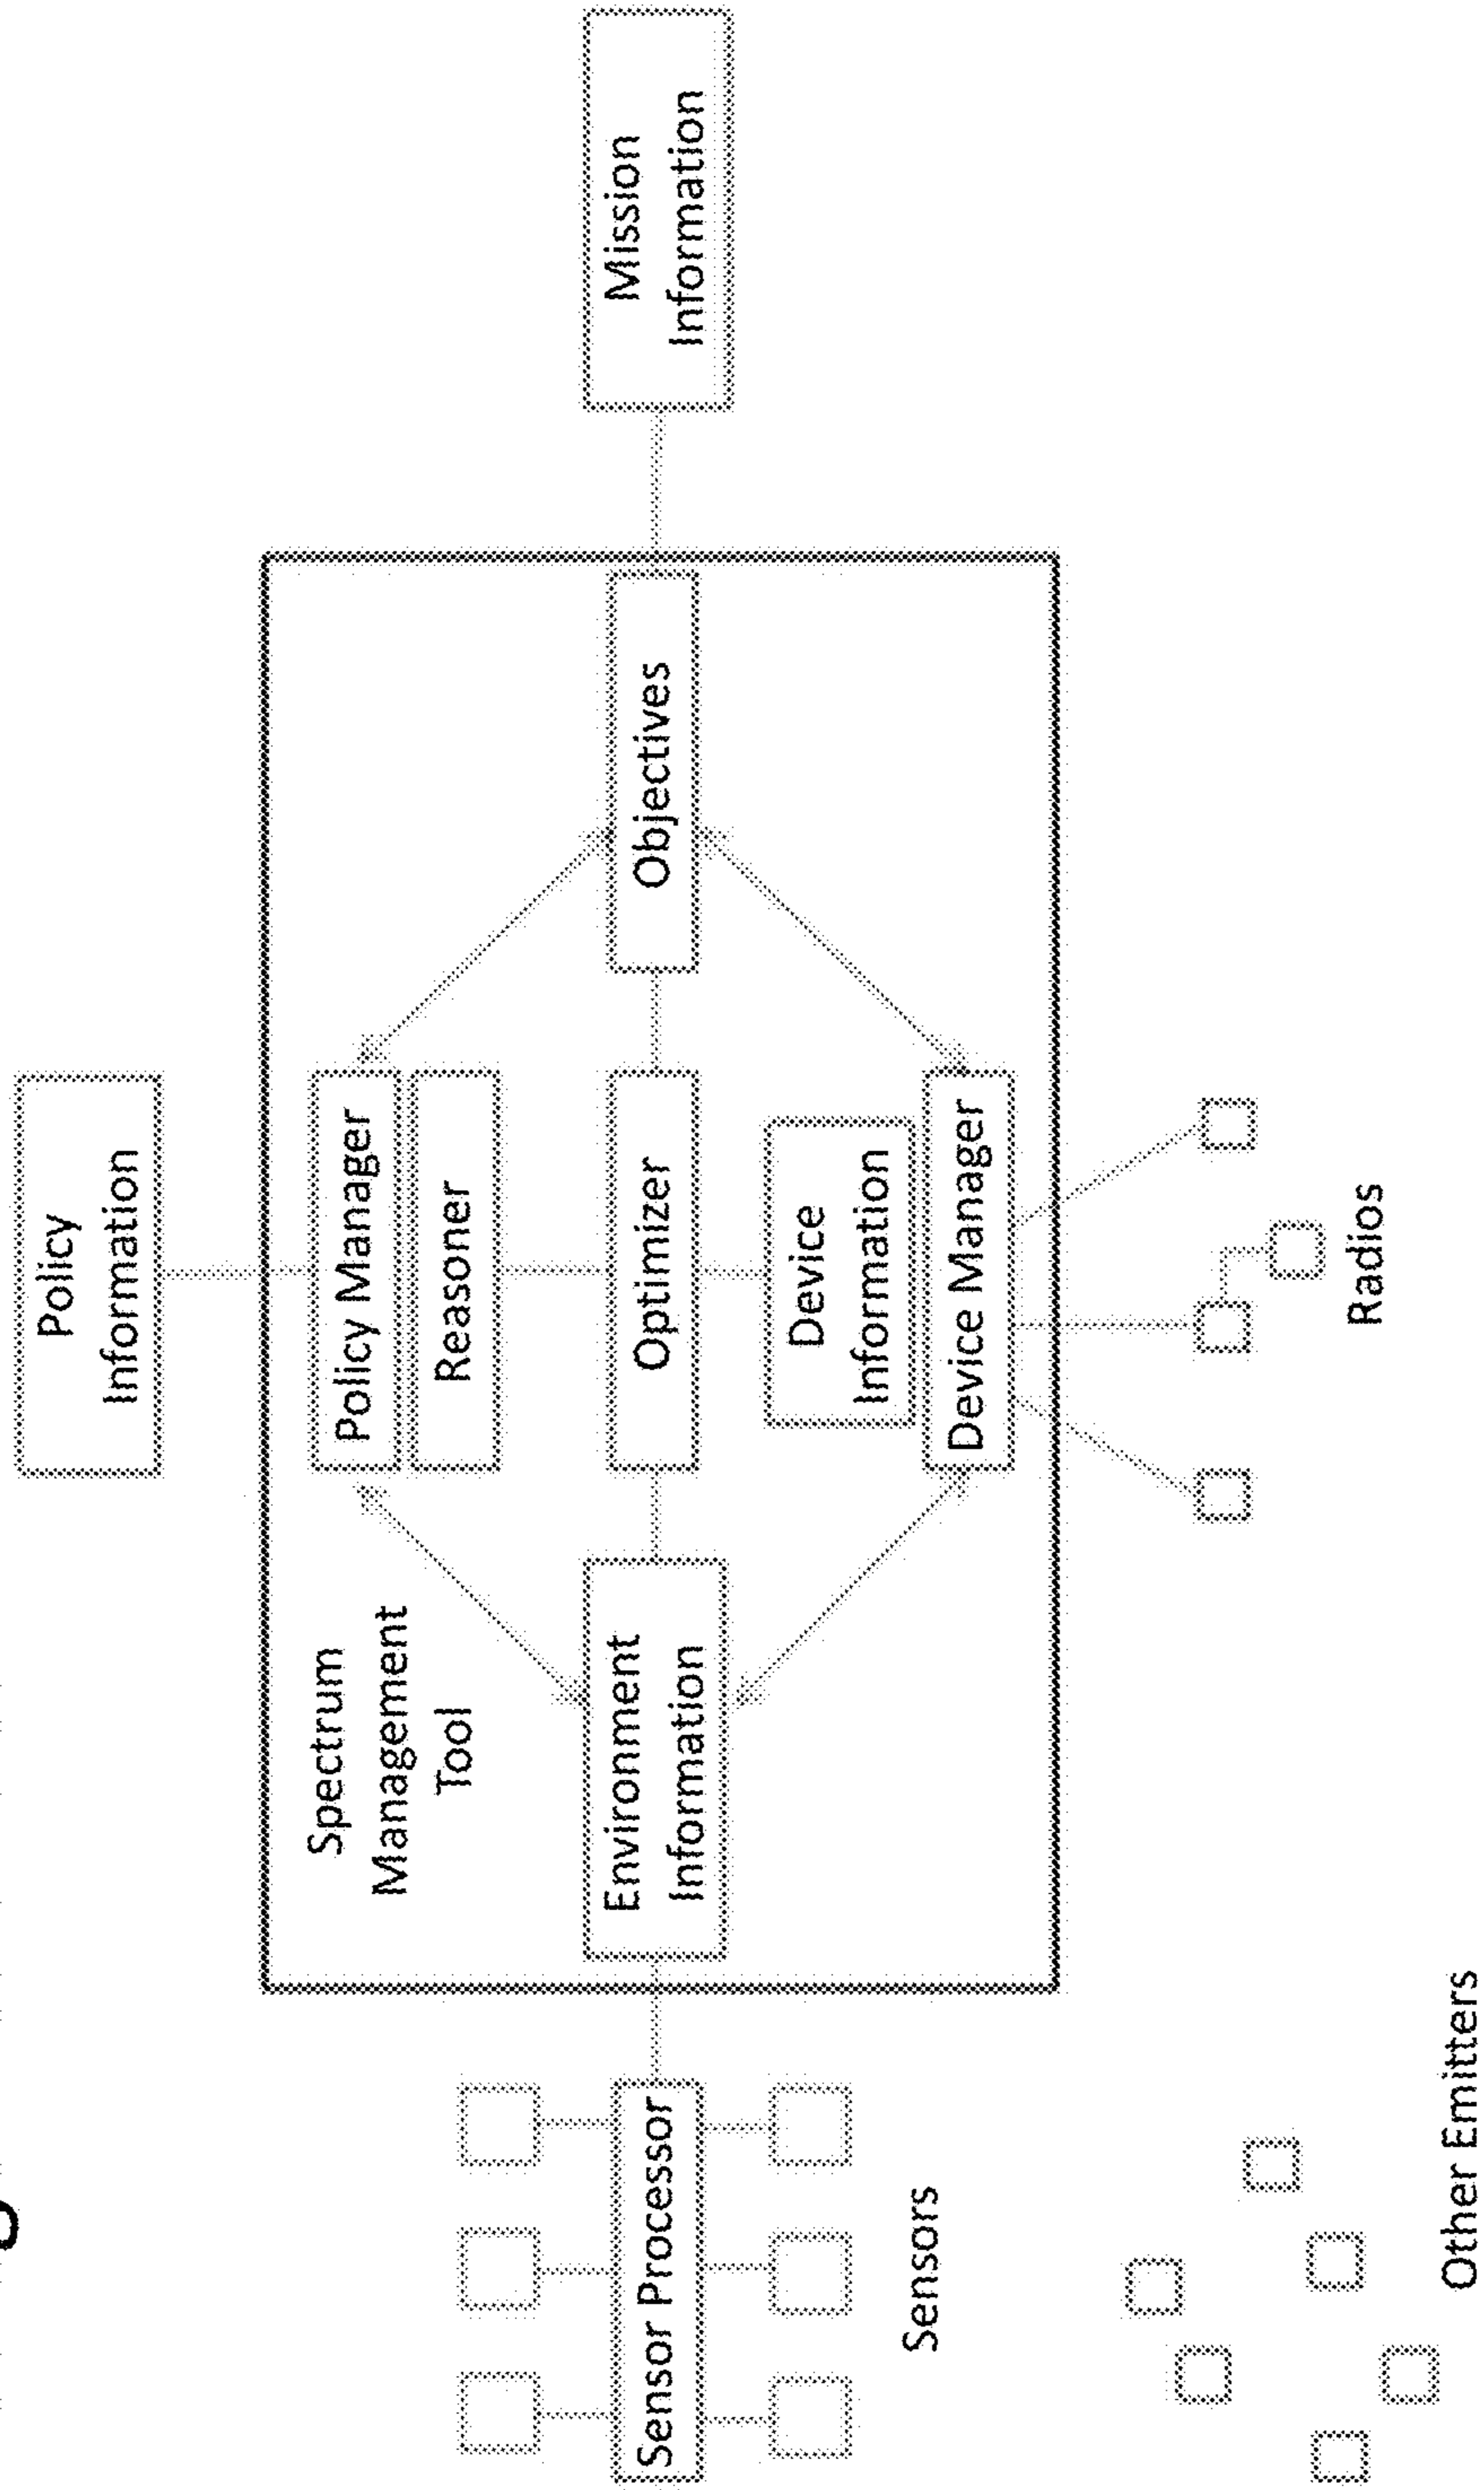 Policy
Information
Spectrum
Management
Tool
Policy Manager
Reasoner
Sensor Processor
Environment
Information
Optimizer
Objectives
Mission
Information
Device
Information
Device Manager
Sensors
Radios
Other Emitters